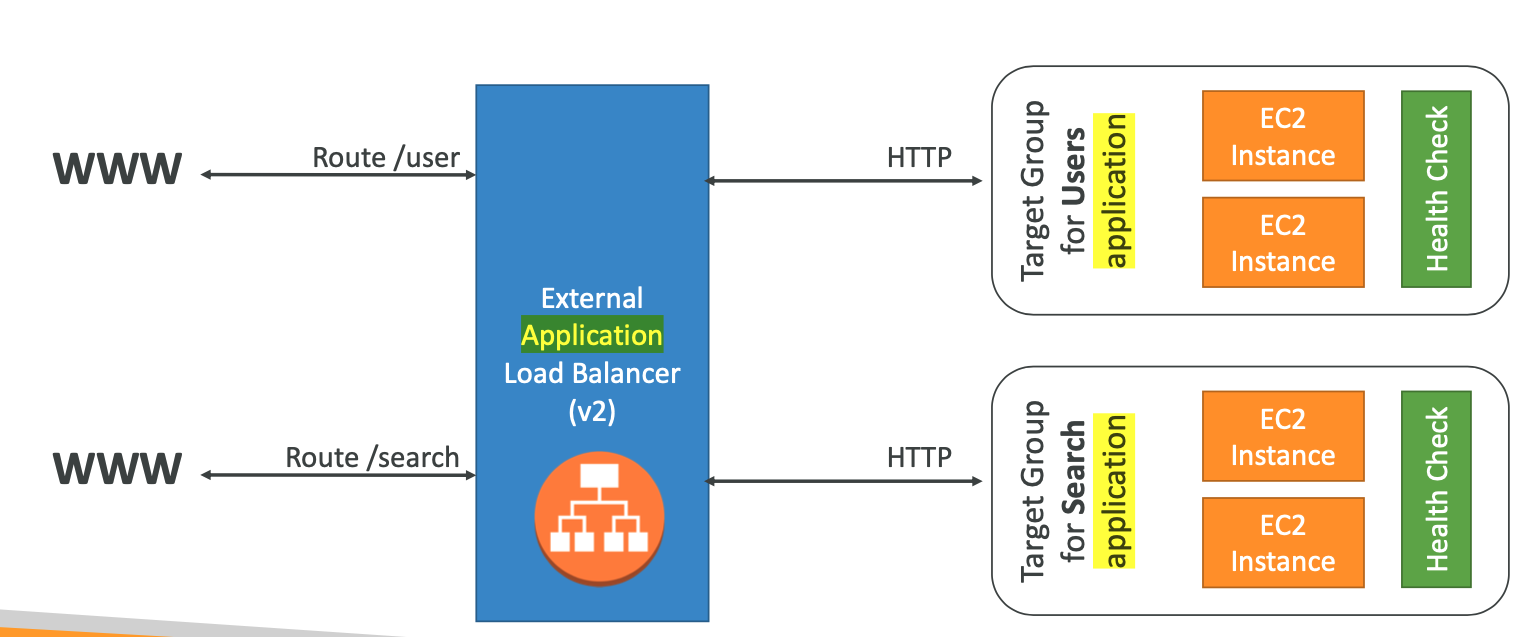 WWW
Route /user
WWW
Route /search
External
Application
Load Balancer
(v2)
HTTP
HTTP
Target Group
for Users
application
EC2
Instance
EC2
Instance
Health Check
Target Group
for Search
application
EC2
Instance
EC2
Instance
Health Check